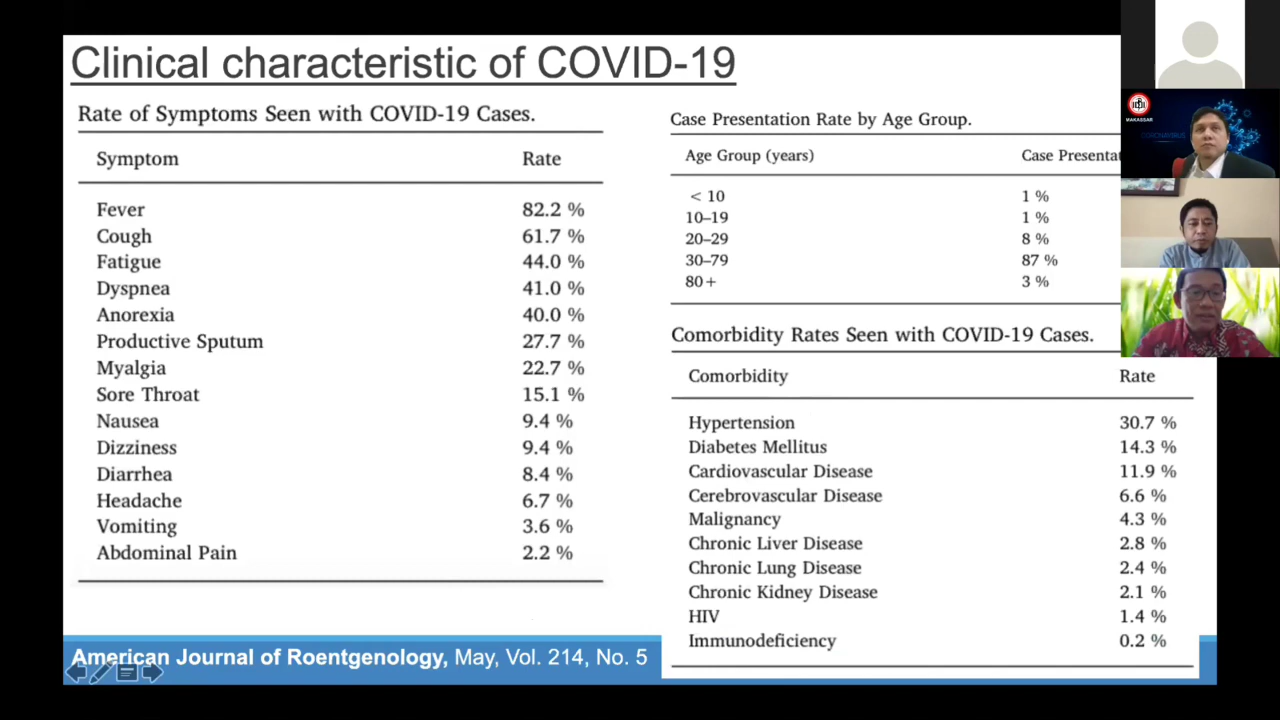 Clinical characteristic of COVID-19
Rate of Symptoms Seen with COVID-19 Cases.
Symptom Rate
Fever 82.2 %
Cough 61.7 %
Fatigue 44.0 %
Dyspnea 41.0 %
Anorexia 40.0 %
Productive Sputum 27.7 %
Myalgia 22.7 %
Sore Throat 15.1 %
Nausea 9.4 %
Dizziness 9.4 %
Diarrhea 8.4 %
Headache 6.7 %
Vomiting 3.6 %
Abdominal Pain 2.2 %
Case Presentation Rate by Age Group.
Age Group (years) Case Presentat
< 10 1 %
10–19 1 %
20–29 8 %
30–79 87 %
80+ 3 %
Comorbidity Rates Seen with COVID-19 Cases.
Comorbidity Rate
Hypertension 30.7 %
Diabetes Mellitus 14.3 %
Cardiovascular Disease 11.9 %
Cerebrovascular Disease 6.6 %
Malignancy 4.3 %
Chronic Liver Disease 2.8 %
Chronic Lung Disease 2.4 %
Chronic Kidney Disease 2.1 %
HIV 1.4 %
Immunodeficiency 0.2 %
American Journal of Roentgenology, May, Vol. 214, No. 5
MAKASSAR